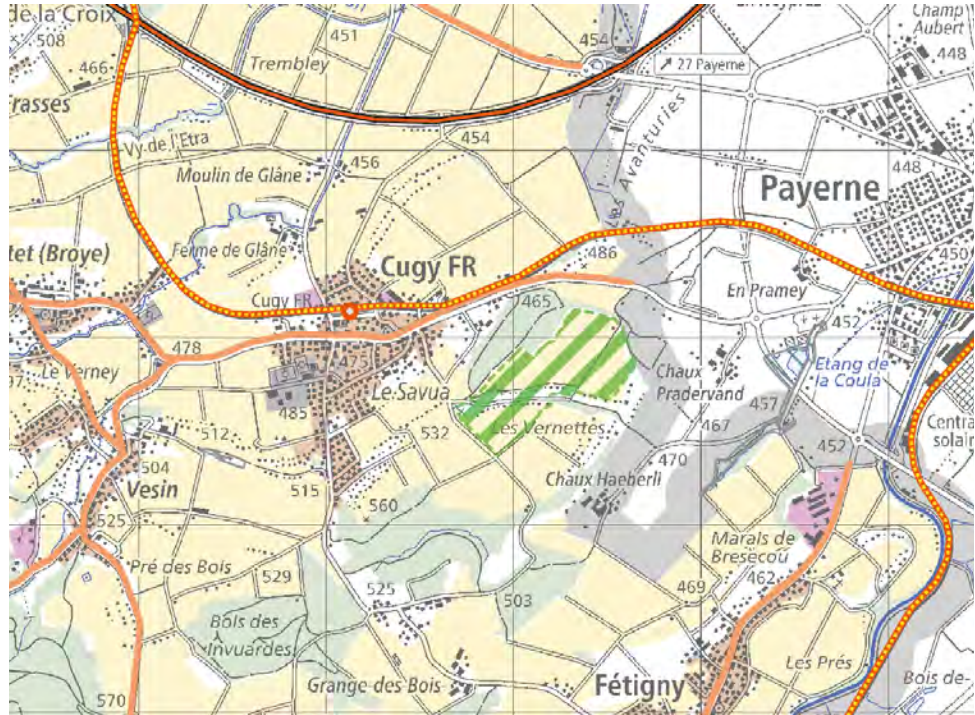 de la Croix
508
451
454
Champ
Aubert
466
Trembley
27 Payerne
448
rasses
Vy de l'Etra
454
Les Avanturies
Moulin de Glâne
456
448
Payerne
tet (Broye)
Ferme de Glâne
Cugy FR
486
450
Cugy FR
465
En Pramey
452
478
475
Etang de
la Coula
Le Verney
Le Savua
Chaux
Pradervand
485
457
512
532
Les Vernettes
467
Centra
solair
452
504
Vesin
515
470
Chaux Haeberli
560
525
Marais de
Bresecou
Pré des Bois
529
525
503
469
462
Bois des
Invuardes
Les Prés
570
Grange des Bois
Fétigny
Bois de